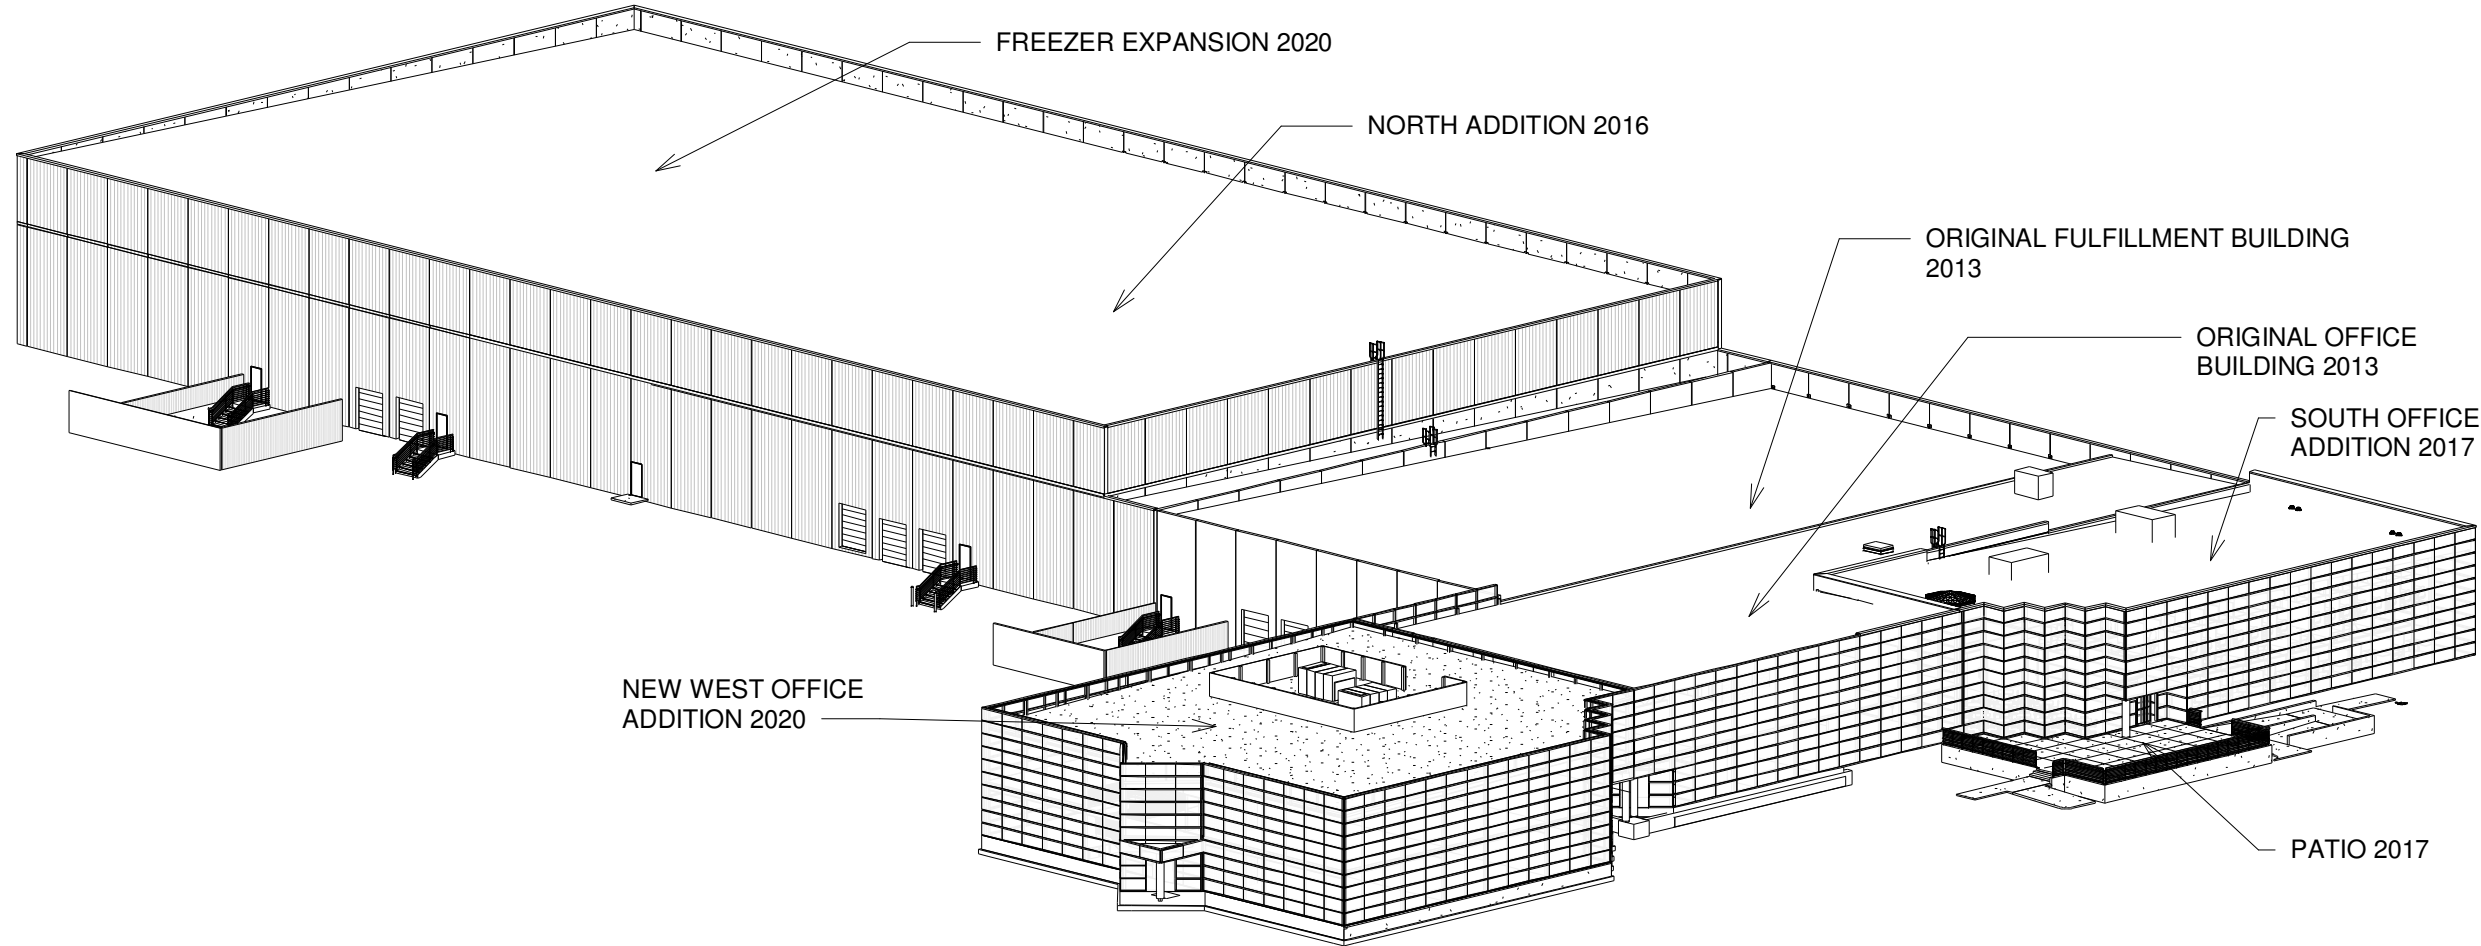 FREEZER EXPANSION 2020
NORTH ADDITION 2016
ORIGINAL FULFILLMENT BUILDING
2013
ORIGINAL OFFICE
BUILDING 2013
SOUTH OFFICE
ADDITION 2017
NEW WEST OFFICE
ADDITION 2020
PATIO 2017